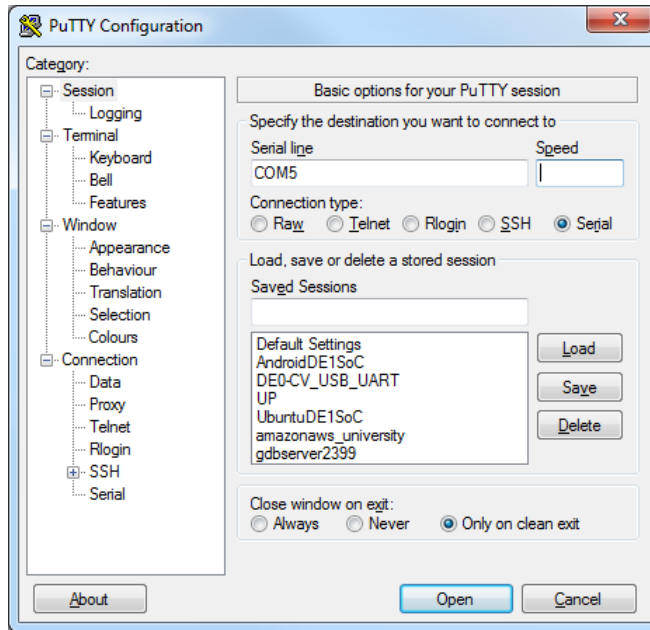 PuTTY Configuration
Category:
Session
Logging
Terminal
Keyboard
Bell
Features
Window
Appearance
Behaviour
Translation
Selection
Colours
Connection
Data
Proxy
Telnet
Rlogin
SSH
Serial
Basic options for your PuTTY session
Specify the destination you want to connect to
Serial line Speed
COM5
Connection type:
Raw Telnet Rlogin SSH Serial
Load, save or delete a stored session
Saved Sessions
Default Settings
AndroidDE1SoC
DE0-CV_USB_UART
UP
UbuntuDE1SoC
amazonaws_university
gdbserver2399
Load
Save
Delete
Close window on exit:
Always Never Only on clean exit
About Open Cancel